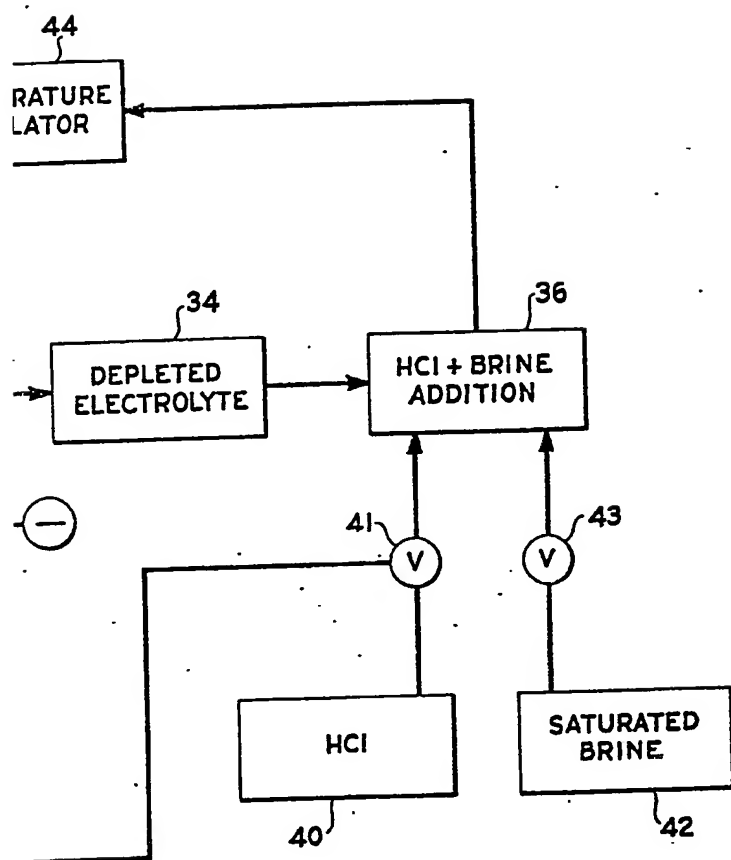 44
RATURE
LATOR
34
36
DEPLETED
ELECTROLYTE
HCl + BRINE
ADDITION
41
43
V
V
HCl
SATURATED
BRINE
40
42